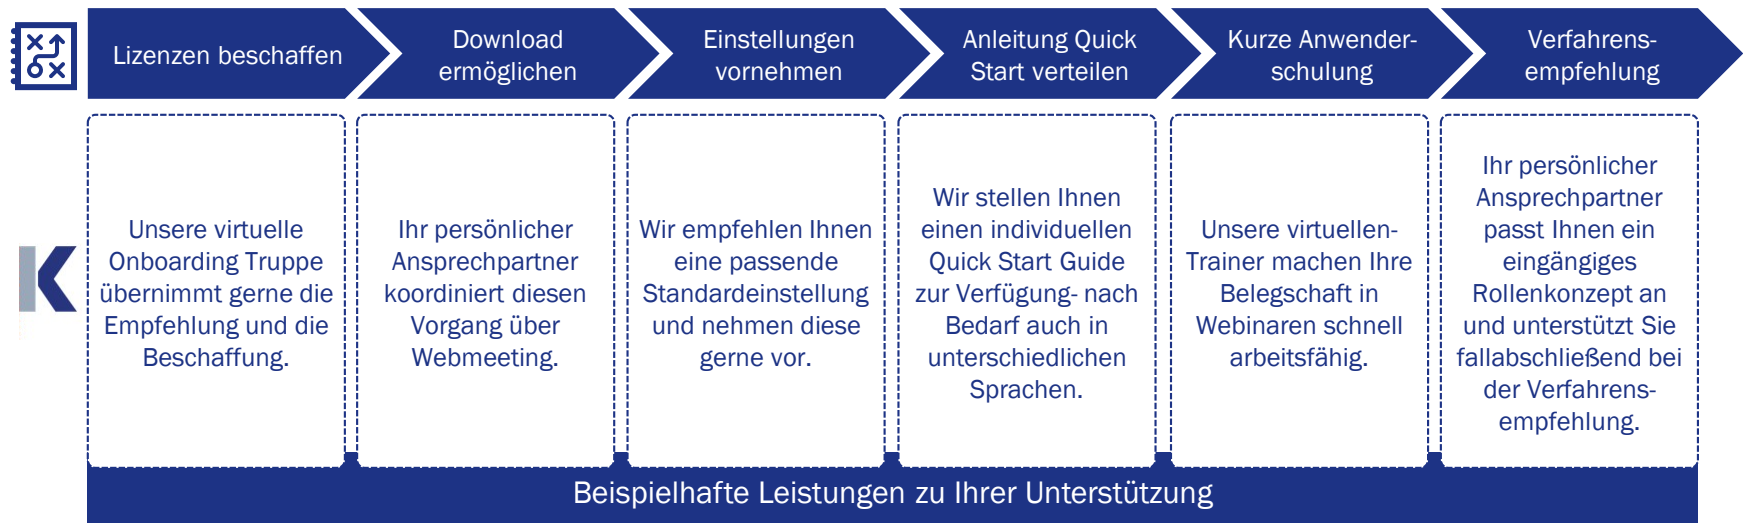 Lizenzen beschaffen
Download
ermöglichen
Einstellungen
vornehmen
Anleitung Quick
Start verteilen
Kurze Anwender-
schulung
Verfahrens-
empfehlung
Unsere virtuelle
Onboarding Truppe
übernimmt gerne die
Empfehlung und die
Beschaffung.
Ihr persönlicher
Ansprechpartner
koordiniert diesen
Vorgang über
Webmeeting.
Wir empfehlen Ihnen
eine passende
Standardeinstellung
und nehmen diese
gerne vor.
Wir stellen Ihnen
einen individuellen
Quick Start Guide
zur Verfügung- nach
Bedarf auch in
unterschiedlichen
Sprachen.
Unsere virtuellen-
Trainer machen Ihre
Belegschaft in
Webinaren schnell
arbeitsfähig.
Ihr persönlicher
Ansprechpartner
passt Ihnen ein
eingängiges
Rollenkonzept an
und unterstützt Sie
fallabschließend bei
der Verfahrens-
empfehlung.
Beispielhafte Leistungen zu Ihrer Unterstützung